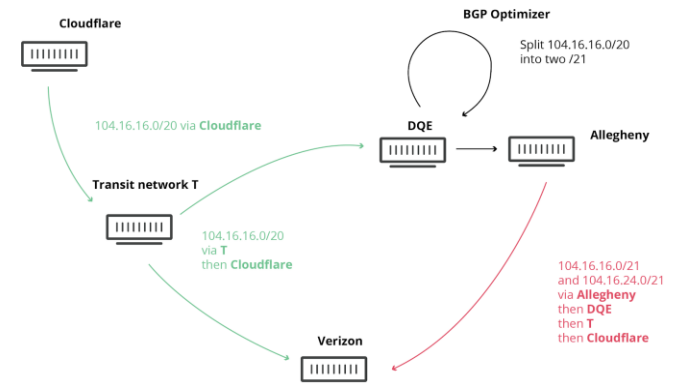 BGP Optimizer
Cloudflare
Split 104.16.16.0/20
into two /21
104.16.16.0/20 via Cloudflare
DQE
Allegheny
Transit network T
104.16.16.0/20
via T
then Cloudflare
104.16.16.0/21
and 104.16.24.0/21
via Allegheny
then DQE
then T
then Cloudflare
Verizon